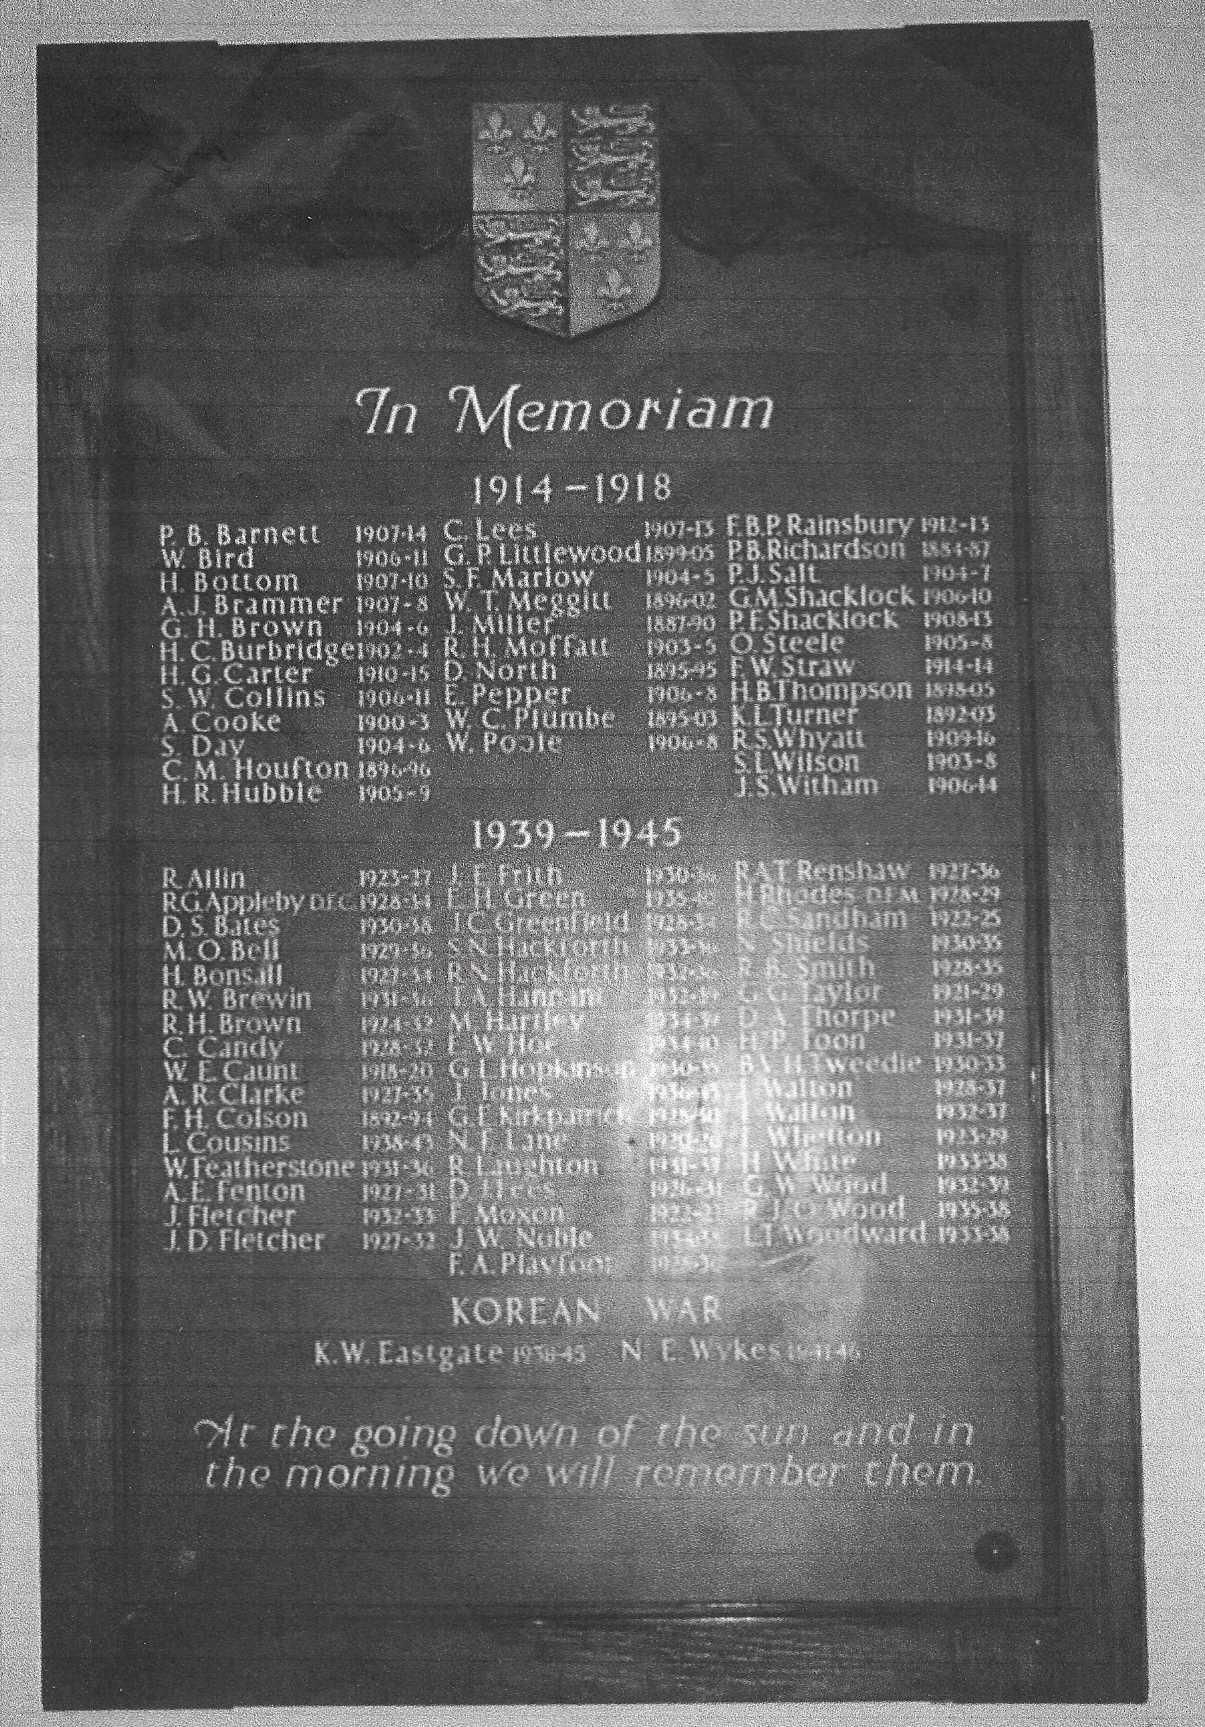 In Memoriam
1914-1918
P. B. Barnett 1907-14
W. Bird 1906-11
H. Bottom 1907-10
A. J. Brammer 1907-8
G. H. Brown 1904-6
H. C. Burbridge 1902-4
H. G. Carter 1910-15
S. W. Collins 1906-11
A. Cooke 1900-3
S. Day 1904-6
C. M. Houfton 1896-96
H. R. Hubble 1905-9
C. Lees 1907-13
G. P. Littlewood 1899-05
S. F. Marlow 1904-5
W. T. Meggitt 1896-02
J. Miller 1887-90
R. H. Moffatt 1903-5
D. North 1895-95
E. Pepper 1906-8
W. C. Plumbe 1895-03
W. Poole 1906-8
F.B.P. Rainsbury 1912-13
P.B. Richardson 1884-87
P.J. Salt 1904-7
G.M. Shacklock 1906-10
P.F. Shacklock 1908-13
O. Steele 1905-8
F.W. Straw 1914-14
H.B. Thompson 1898-05
K.L. Turner 1892-03
R.S. Whyatt 1909-16
S.L. Wilson 1903-8
J.S. Witham 1906-14
1939-1945
R. Allin 1923-27
R.G. Appleby D.F.C. 1928-34
D. S. Bates 1930-38
M. O. Bell 1929-36
H. Bonsall 1927-34
R. W. Brewin 1931-36
R. H. Brown 1924-32
C. Candy 1928-32
W. E. Caunt 1918-20
A. R. Clarke 1927-35
F. H. Colson 1892-94
L. Cousins 1938-43
W. Featherstone 1931-36
A. E. Fenton 1927-31
J. Fletcher 1932-33
J. D. Fletcher 1927-32
J. E. Frith
E. H. Green
J.C. Greenfield
S.N. Hackforth
R.N. Hackforth
M. Hartley
G. L. Hopkinson
J. Jones
G.E. Kirkpatrick
N. F. Lane
R. Laughton
Lees
F. Moxon
J. W. Noble
F. A. Playfoot
R.A.T. Renshaw 1927-36
H. Rhodes D.F.M. 1928-29
R.C. Sandham 1922-25
N. Shields 1930-35
R. B. Smith 1928-35
G. G. Taylor 1921-29
D. A. Thorpe 1931-39
H. P. Toon 1931-37
B.V.H. Tweedie 1930-33
Walton 1928-37
Walton 1932-37
Whetton 1923-29
H. White 1933-38
G. W. Wood 1932-39
R. J. O. Wood 1935-38
L.T. Woodward 1933-38
KOREAN WAR
K.W. Eastgate 1938-45 N. E. Wykes
At the going down of the sun and in
the morning we will remember them.